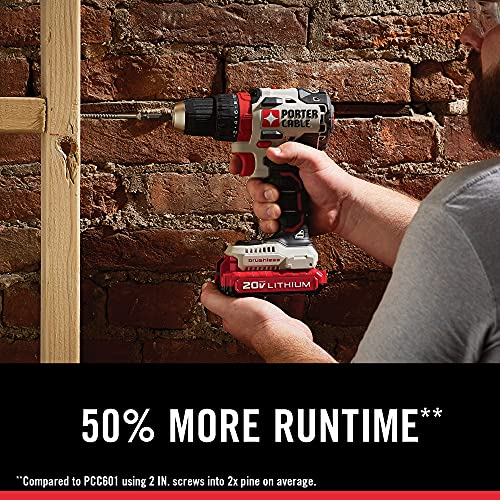 PORTER
CABLE
brushless
20V LITHIUM
50% MORE RUNTIME**
**Compared to PCC601 using 2 IN. screws into 2x pine on average.